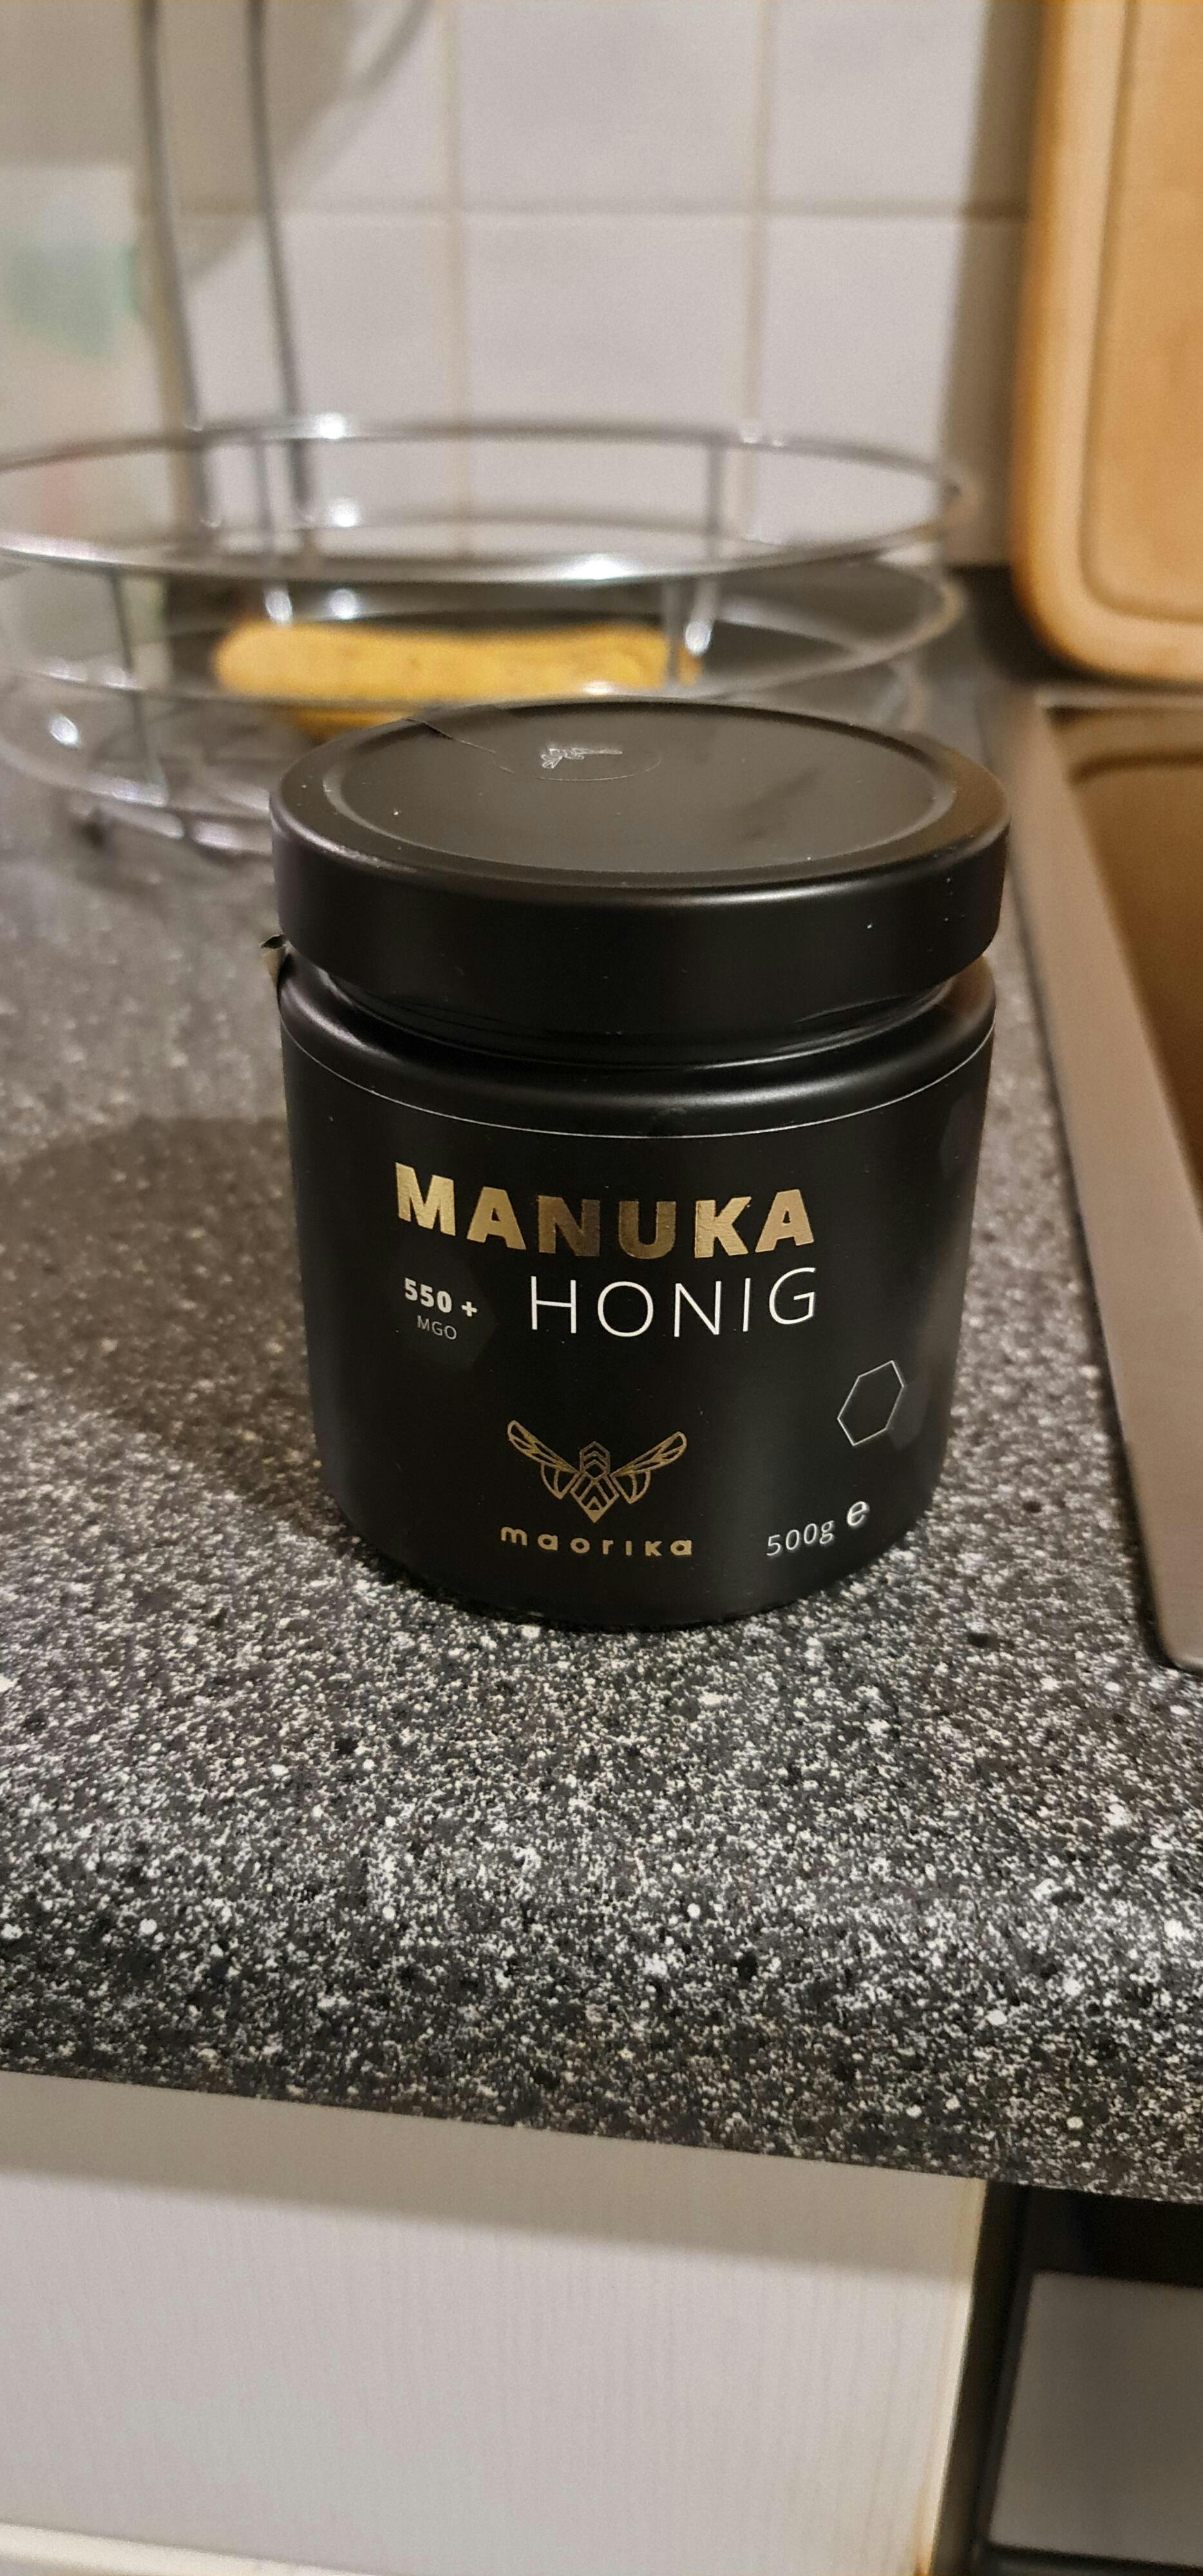 MANUKA
HONIG
550 +
MGO
maorika
500g e